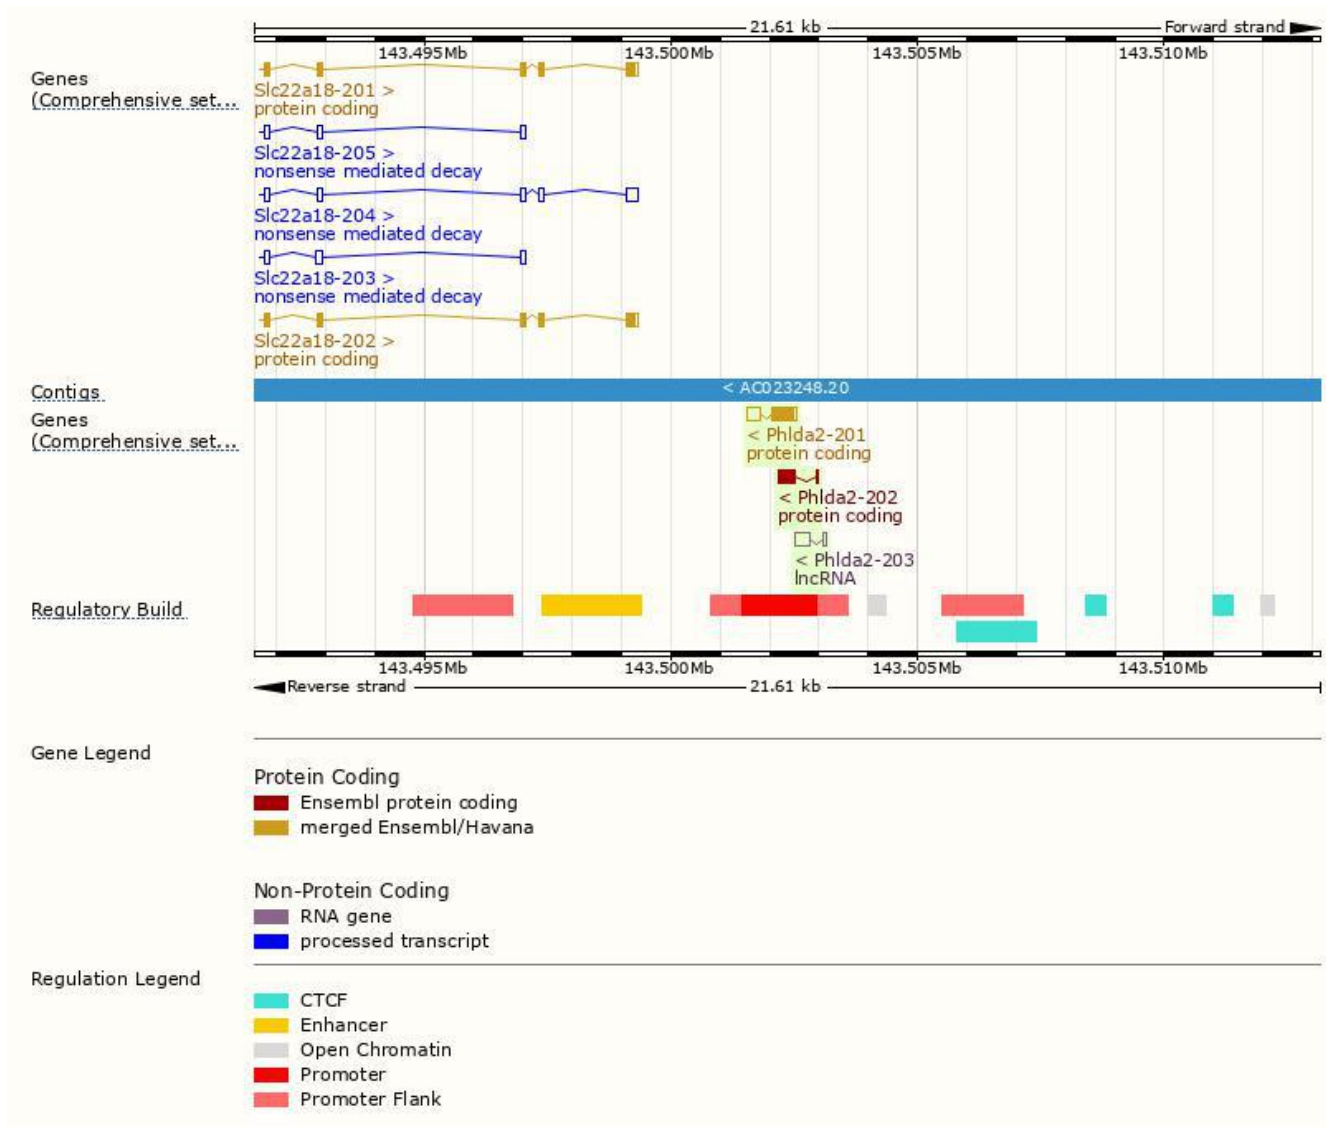 21.61 kb
Forward strand
143.495Mb 143.500Mb 143.505Mb 143.510Mb
Genes
(Comprehensive set...
Slc22a18-201 >
protein coding
Slc22a18-205 >
nonsense mediated decay
Slc22a18-204 >
nonsense mediated decay
Slc22a18-203 >
nonsense mediated decay
Slc22a18-202 >
protein coding
Contigs
< AC023248.20
Genes
(Comprehensive set...
< Phlda2-201
protein coding
< Phlda2-202
protein coding
< Phlda2-203
lncRNA
Regulatory Build
143.495Mb 143.500Mb 143.505Mb 143.510Mb
Reverse strand
21.61 kb
Gene Legend
Protein Coding
Ensembl protein coding
merged Ensembl/Havana
Non-Protein Coding
RNA gene
processed transcript
Regulation Legend
CTCF
Enhancer
Open Chromatin
Promoter
Promoter Flank